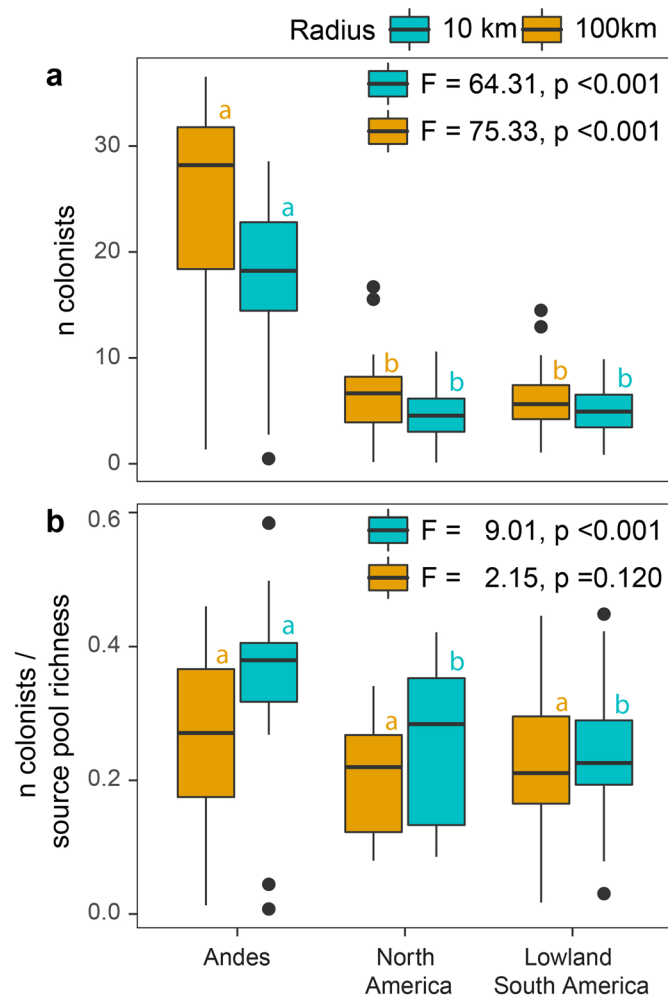 Radius 10 km 100km
a
F = 64.31, p <0.001
F = 75.33, p <0.001
a
a
b
b
b
b
30
20
10
0
n colonists
b
F = 9.01, p <0.001
F = 2.15, p =0.120
a
a
a
b
a
b
0.6
0.4
0.2
0.0
n colonists /
source pool richness
Andes
North
America
Lowland
South America